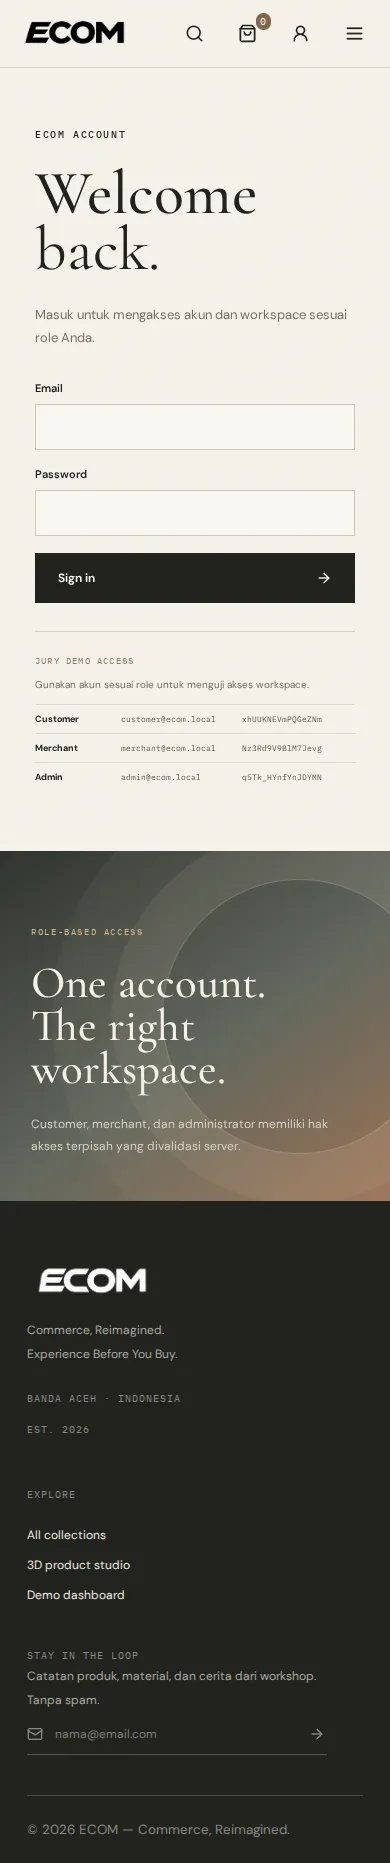 ECOM
0
ECOM ACCOUNT
Welcome
back.
Masuk untuk mengakses akun dan workspace sesuai
role Anda.
Email
Password
Sign in
JURY DEMO ACCESS
Gunakan akun sesuai role untuk menguji akses workspace.
Customer customer@ecom.local xhUUKNEVmPQGeZNm
Merchant merchant@ecom.local Nz3Rd9V9BlM7Jevg
Admin admin@ecom.local q5Tk_HYnfYnJDYMN
ROLE-BASED ACCESS
One account.
The right
workspace.
Customer, merchant, dan administrator memiliki hak
akses terpisah yang divalidasi server.
ECOM
Commerce, Reimagined.
Experience Before You Buy.
BANDA ACEH · INDONESIA
EST. 2026
EXPLORE
All collections
3D product studio
Demo dashboard
STAY IN THE LOOP
Catatan produk, material, dan cerita dari workshop.
Tanpa spam.
nama@email.com
© 2026 ECOM — Commerce, Reimagined.